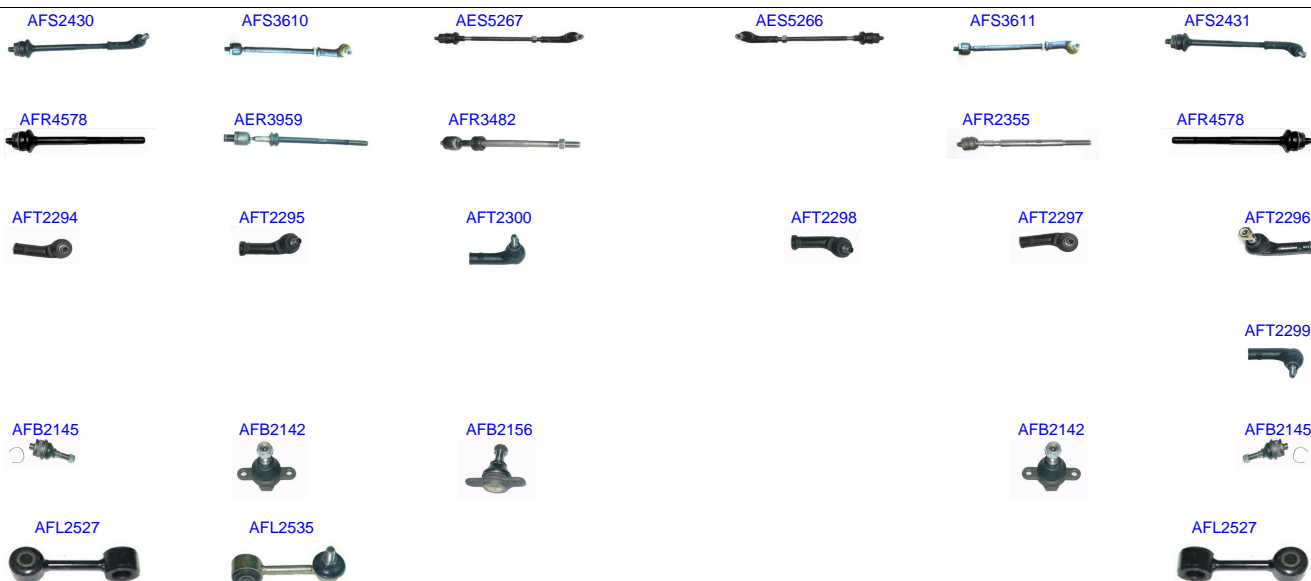 AFS2430 AFS3610 AES5267 AES5266 AFS3611 AFS2431
AFR4578 AER3959 AFR3482 AFR2355 AFR4578
AFT2294 AFT2295 AFT2300 AFT2298 AFT2297 AFT2296
AFT2299
AFB2145 AFB2142 AFB2156 AFB2142 AFB2145
AFL2527 AFL2535 AFL2527